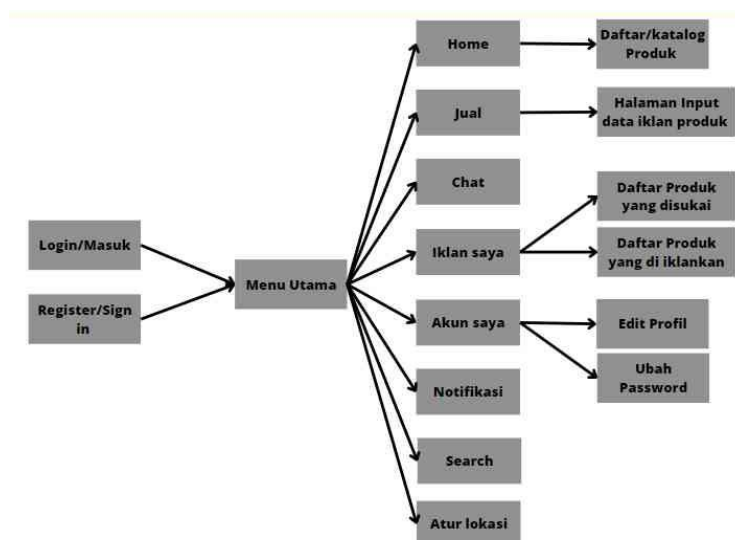 Login/Masuk
Register/Sign
in
Menu Utama
Home
Jual
Chat
Iklan saya
Akun saya
Notifikasi
Search
Atur lokasi
Daftar/katalog
Produk
Halaman Input
data iklan produk
Daftar Produk
yang disukai
Daftar Produk
yang di iklankan
Edit Profil
Ubah
Password